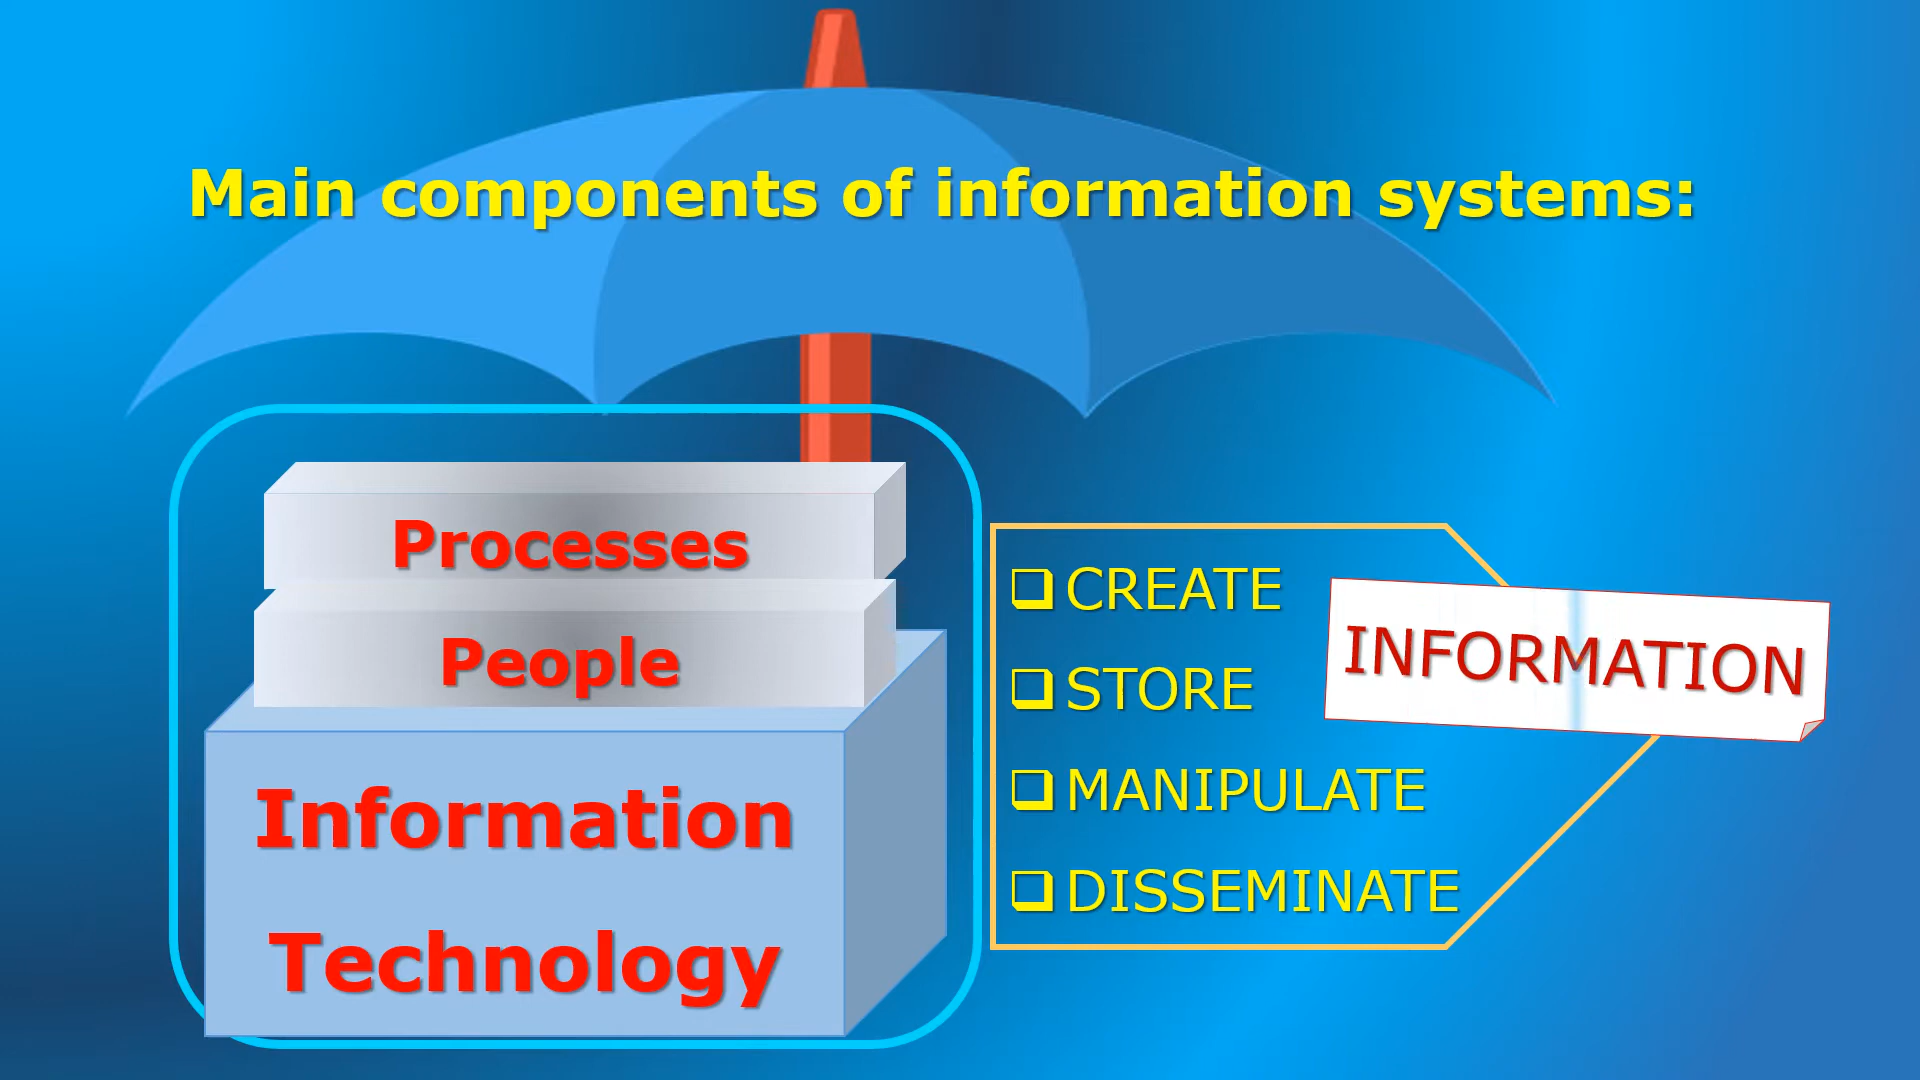 Main components of information systems:
Processes
People
Information
Technology
CREATE
STORE
MANIPULATE
DISSEMINATE
INFORMATION